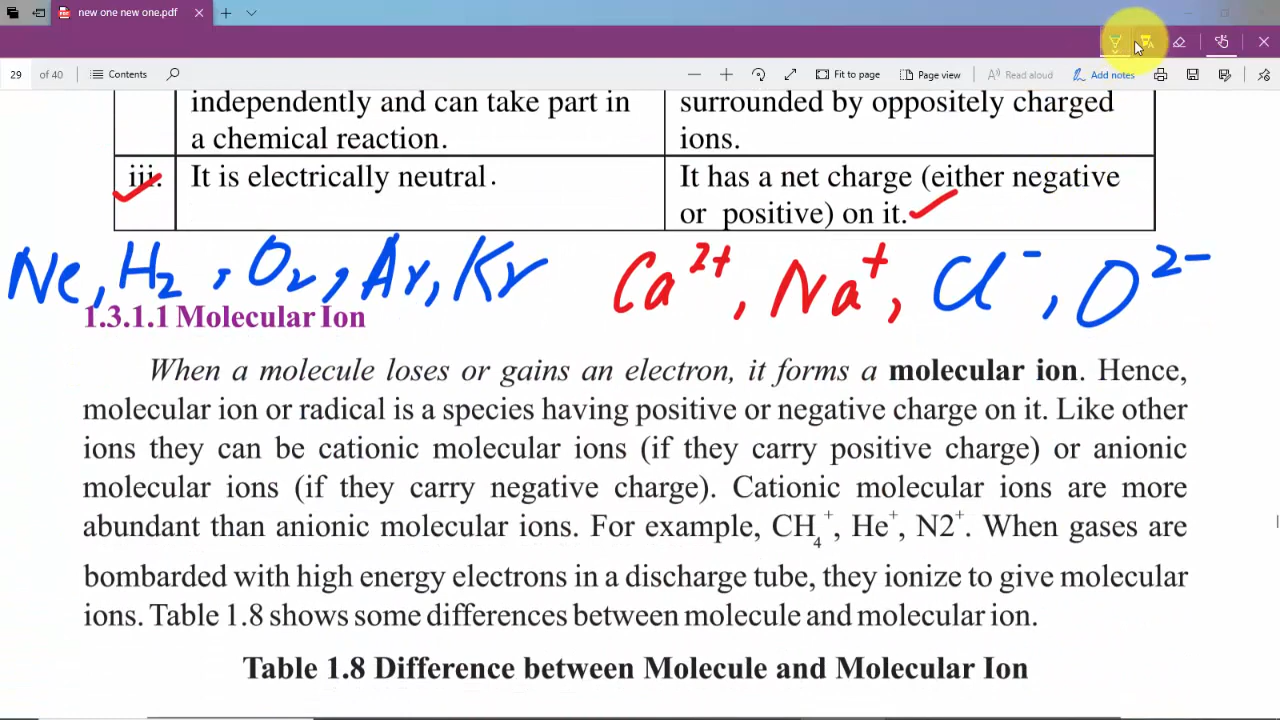 new one new one.pdf
29 of 40 Contents Fit to page Page view Read aloud Add notes
independently and can take part in surrounded by oppositely charged
a chemical reaction. ions.
iii. It is electrically neutral. It has a net charge (either negative
or positive) on it.
Ne, H2, O2, Ar, Kr Ca2+, Na+, Cl-, O2-
1.3.1.1 Molecular Ion
When a molecule loses or gains an electron, it forms a molecular ion. Hence,
molecular ion or radical is a species having positive or negative charge on it. Like other
ions they can be cationic molecular ions (if they carry positive charge) or anionic
molecular ions (if they carry negative charge). Cationic molecular ions are more
abundant than anionic molecular ions. For example, CH4+, He+, N2+. When gases are
bombarded with high energy electrons in a discharge tube, they ionize to give molecular
ions. Table 1.8 shows some differences between molecule and molecular ion.
Table 1.8 Difference between Molecule and Molecular Ion